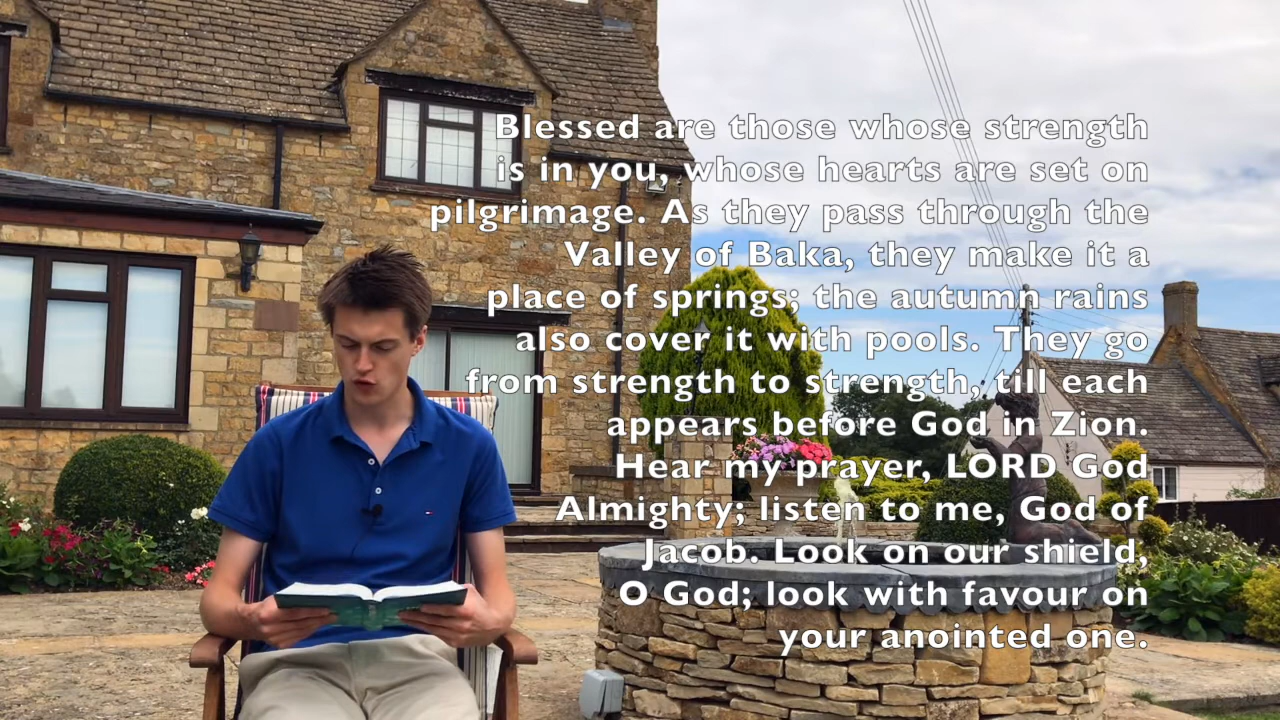 Blessed are those whose strength
is in you, whose hearts are set on
pilgrimage. As they pass through the
Valley of Baka, they make it a
place of springs; the autumn rains
also cover it with pools. They go
from strength to strength, till each
appears before God in Zion.
Hear my prayer, LORD God
Almighty; listen to me, God of
Jacob. Look on our shield,
O God; look with favour on
your anointed one.